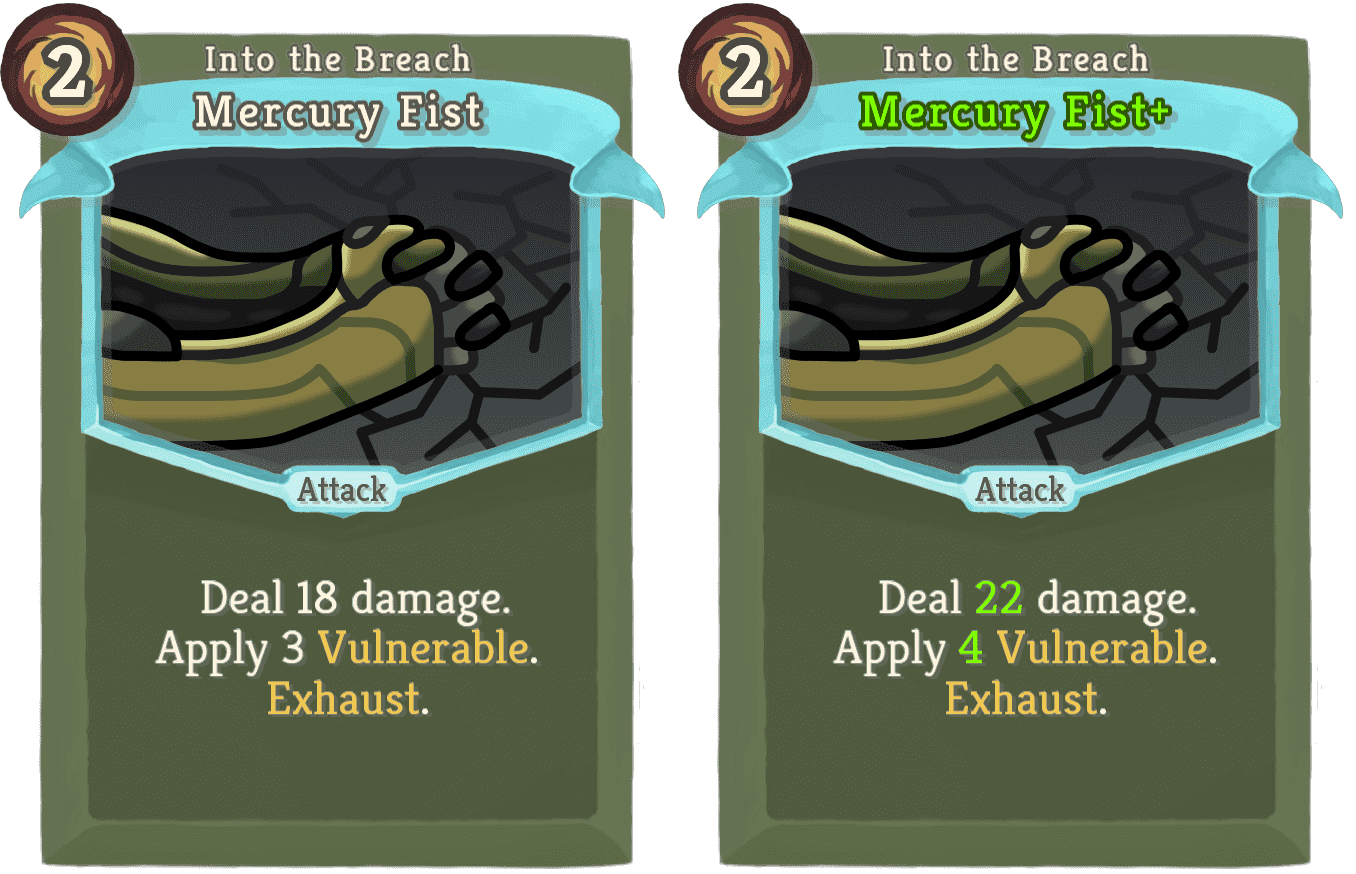 2
Into the Breach
Mercury Fist
Attack
Deal 18 damage.
Apply 3 Vulnerable.
Exhaust.
2
Into the Breach
Mercury Fist+
Attack
Deal 22 damage.
Apply 4 Vulnerable.
Exhaust.